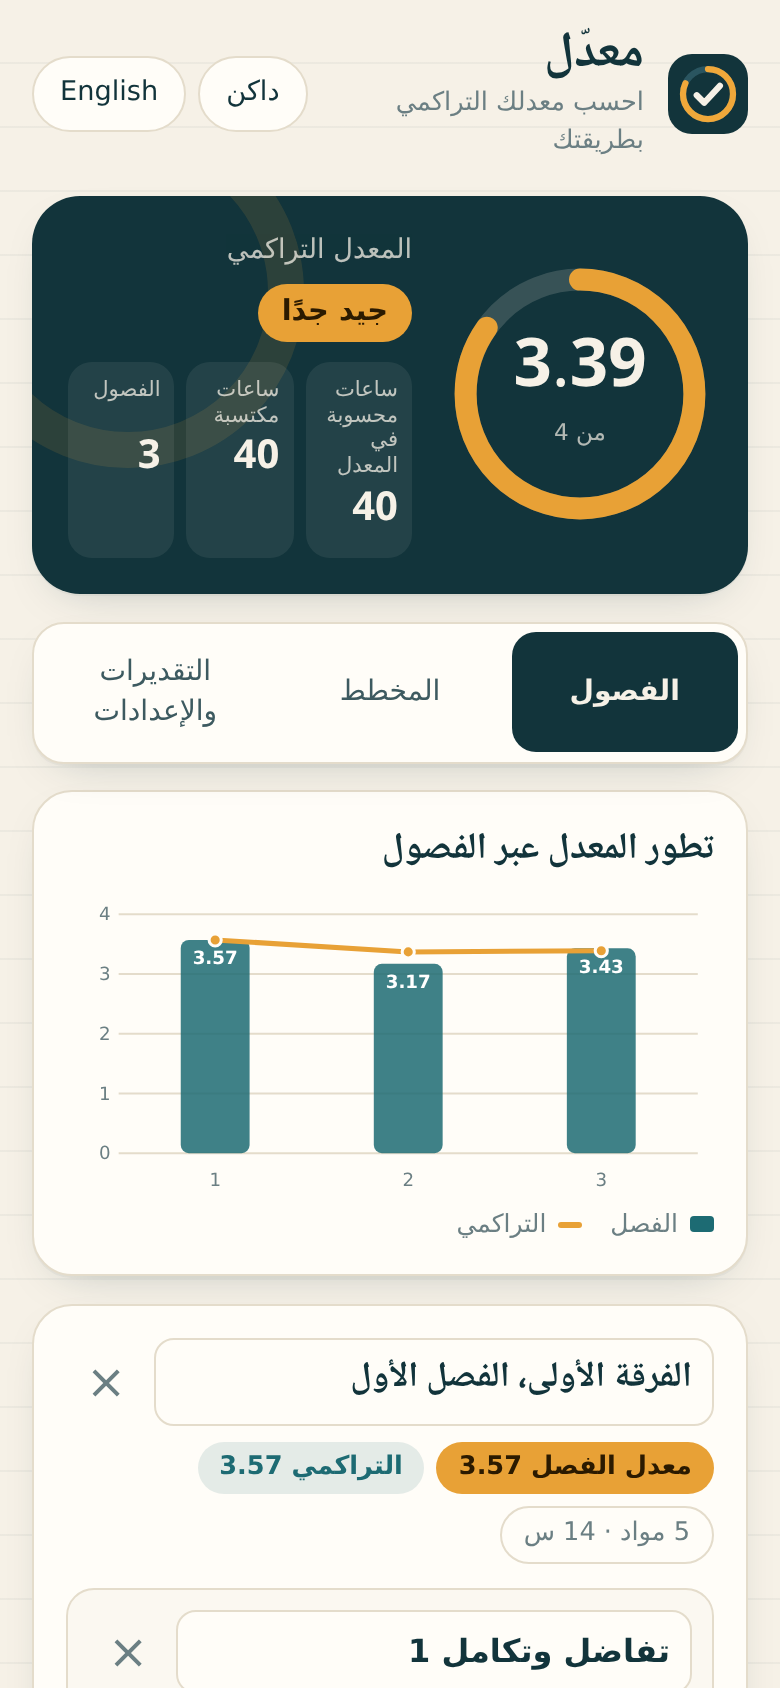 معدّل
احسب معدلك التراكمي
بطريقتك
داكن
English
3.39
من 4
المعدل التراكمي
جيد جدًا
ساعات
محسوبة
في
المعدل
40
ساعات
مكتسبة
40
الفصول
3
الفصول
المخطط
التقديرات
والإعدادات
تطور المعدل عبر الفصول
4
3
2
1
0
3.57
3.17
3.43
1
2
3
الفصل
التراكمي
الفرقة الأولى، الفصل الأول
معدل الفصل 3.57
التراكمي 3.57
5 مواد · 14 س
تفاضل وتكامل 1